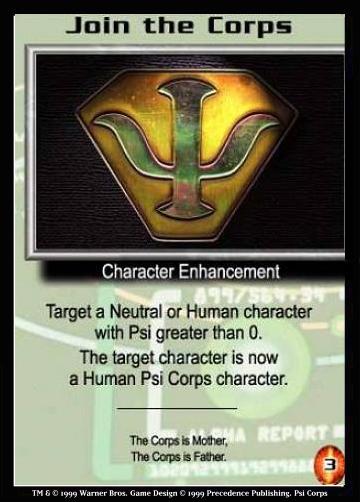 Join the Corps
Character Enhancement
Target a Neutral or Human character
with Psi greater than 0.
The target character is now
a Human Psi Corps character.
The Corps is Mother,
The Corps is Father.
ALPHA REPORT
3
TM & © 1999 Warner Bros. Game Design © 1999 Precedence Publishing. Psi Corps